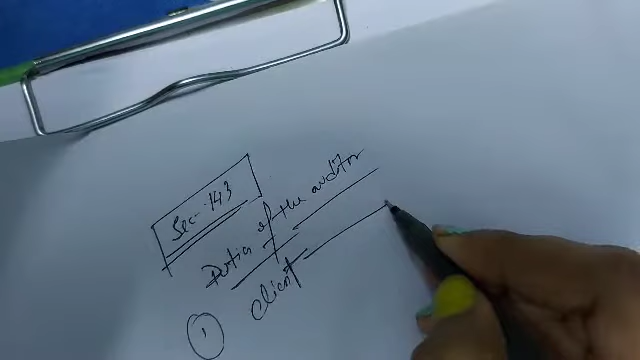 Sec-143
Duties of the auditor
Client
1